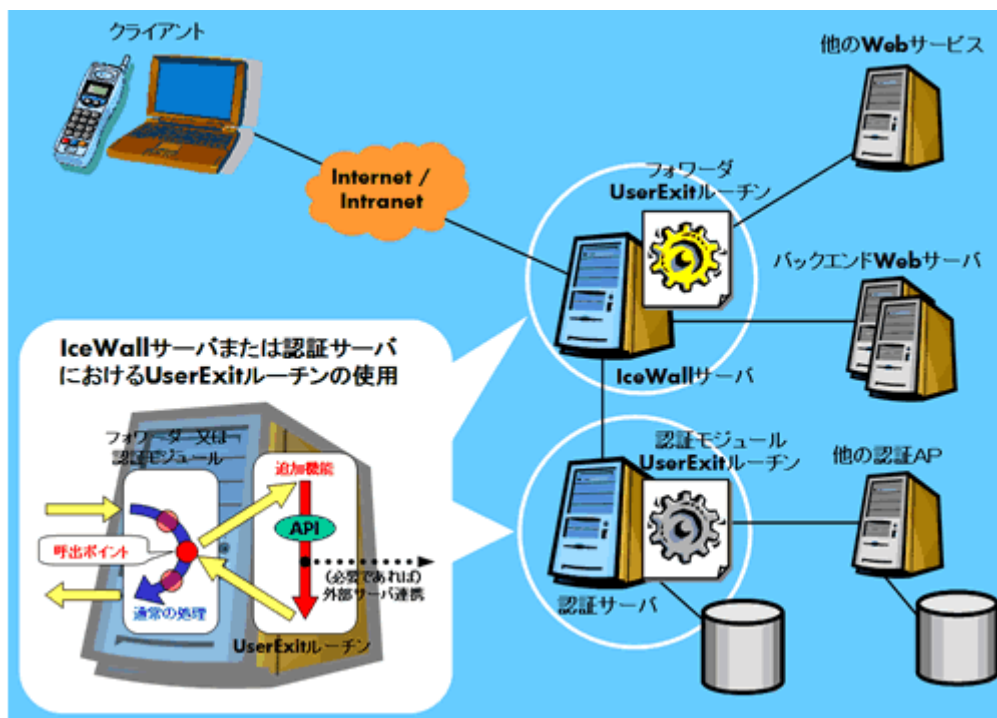 クライアント
他のWebサービス
Internet /
Intranet
フォワーダ
UserExitルーチン
バックエンドWebサーバ
IceWallサーバ
IceWallサーバまたは認証サーバ
におけるUserExitルーチンの使用
フォワーダー 又は
認証モジュール
追加機能
API
呼出ポイント
(必要であれば)
外部サーバ連携
通常の処理
UserExitルーチン
認証モジュール
UserExitルーチン
他の認証AP
認証サーバ